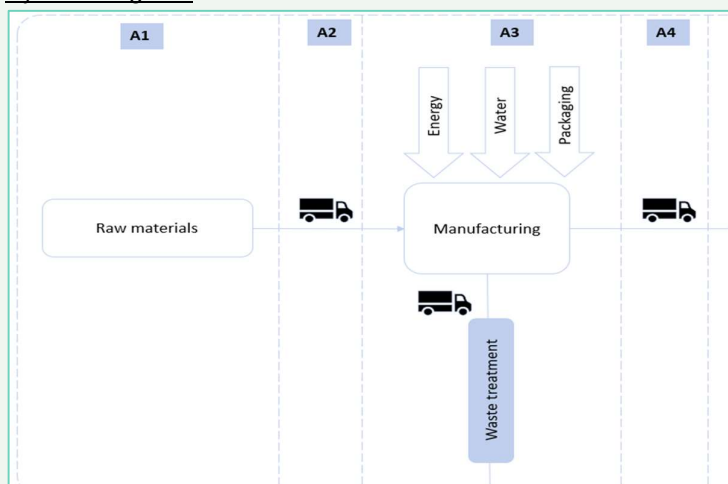 A1
A2
A3
A4
Energy
Water
Packaging
Raw materials
Manufacturing
Waste treatment